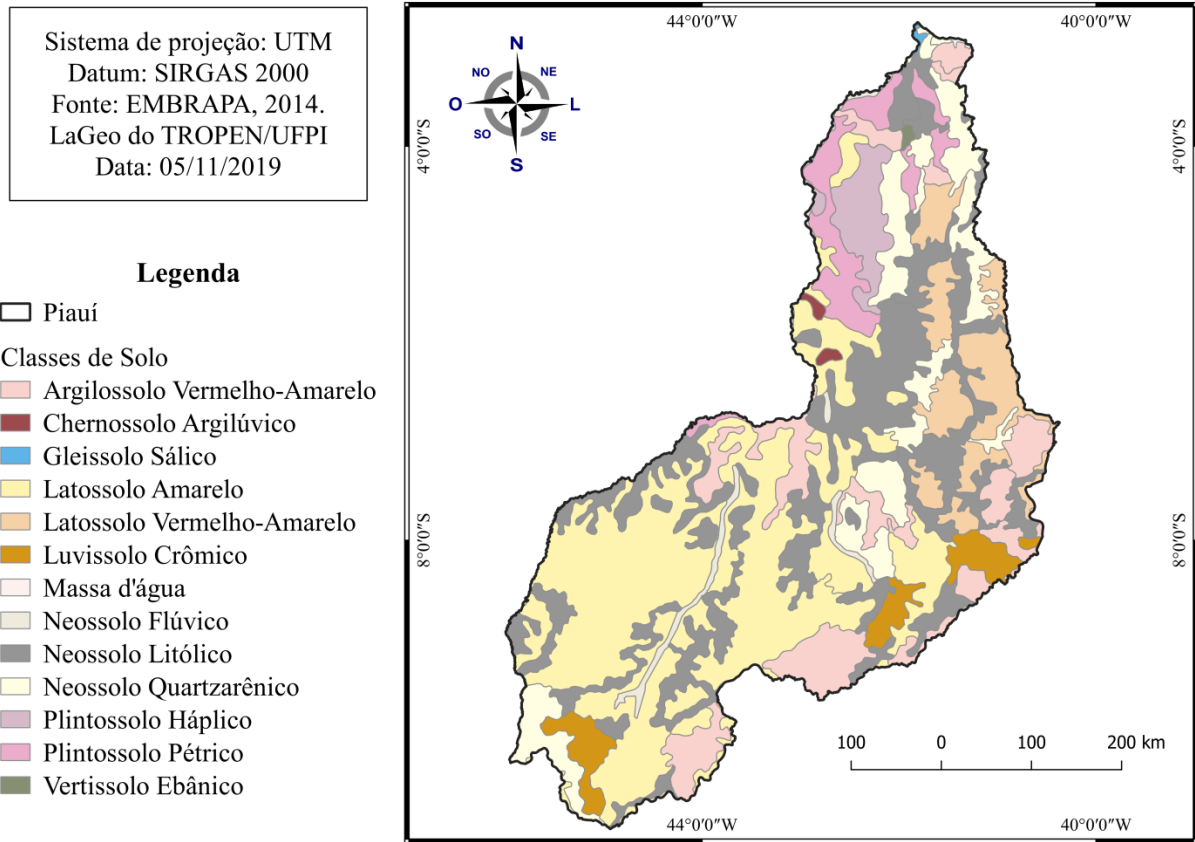 Sistema de projeção: UTM
Datum: SIRGAS 2000
Fonte: EMBRAPA, 2014.
LaGeo do TROPEN/UFPI
Data: 05/11/2019
Legenda
Piauí
Classes de Solo
Argilossolo Vermelho-Amarelo
Chernossolo Argilúvico
Gleissolo Sálico
Latossolo Amarelo
Latossolo Vermelho-Amarelo
Luvissolo Crômico
Massa d'água
Neossolo Flúvico
Neossolo Litólico
Neossolo Quartzarênico
Plintossolo Háplico
Plintossolo Pétrico
Vertissolo Ebânico
44°0'0"W 40°0'0"W
N
NO NE
O L
SO SE
S
4°0'0"S 4°0'0"S
8°0'0"S 8°0'0"S
100 0 100 200 km
44°0'0"W 40°0'0"W